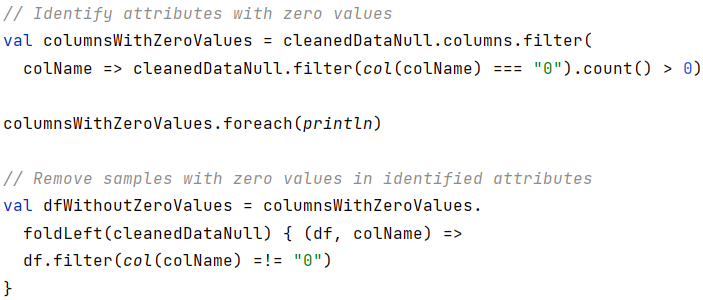 // Identify attributes with zero values
val columnsWithZeroValues = cleanedDataNull.columns.filter(
  colName => cleanedDataNull.filter(col(colName) === "0").count() > 0)

columnsWithZeroValues.foreach(println)

// Remove samples with zero values in identified attributes
val dfWithoutZeroValues = columnsWithZeroValues.
  foldLeft(cleanedDataNull) { (df, colName) =>
  df.filter(col(colName) =!= "0")
}